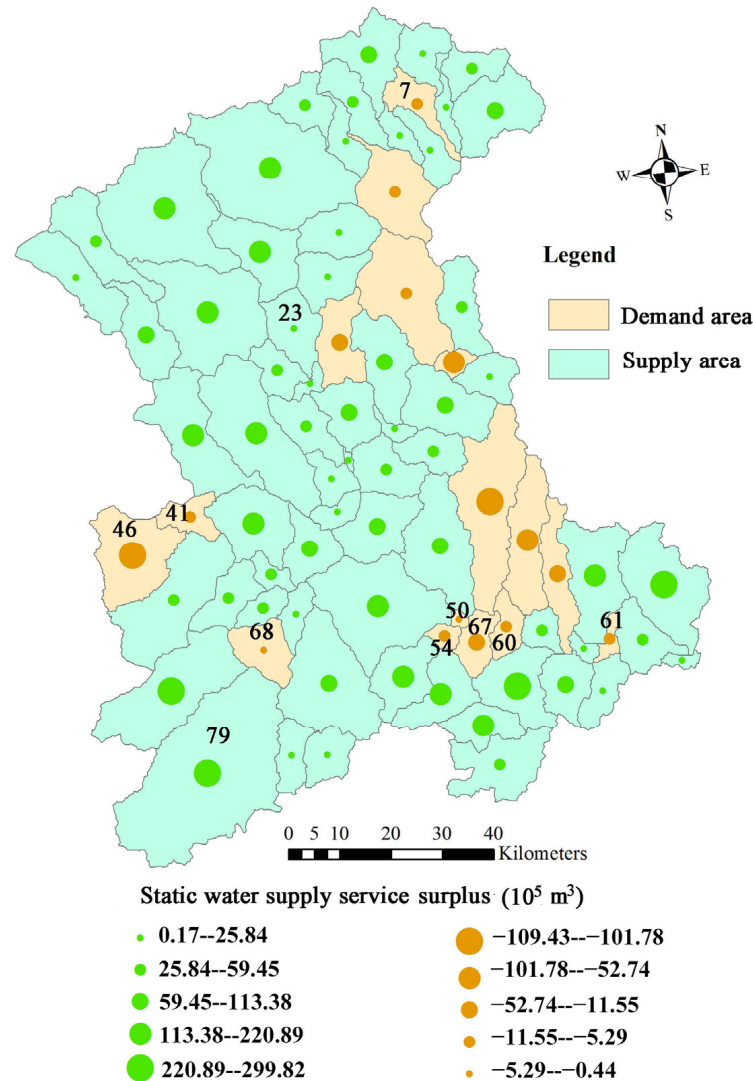 7
N
W
E
S
Legend
Demand area
Supply arca
23
46
41
50
67
61
54
60
68
79
0 5 10 20 30 40
Kilometers
Static water supply service surplus (10⁵ m³)
0.17--25.84
25.84--59.45
59.45--113.38
113.38--220.89
220.89--299.82
−109.43--−101.78
−101.78--−52.74
−52.74--−11.55
−11.55--−5.29
−5.29--−0.44